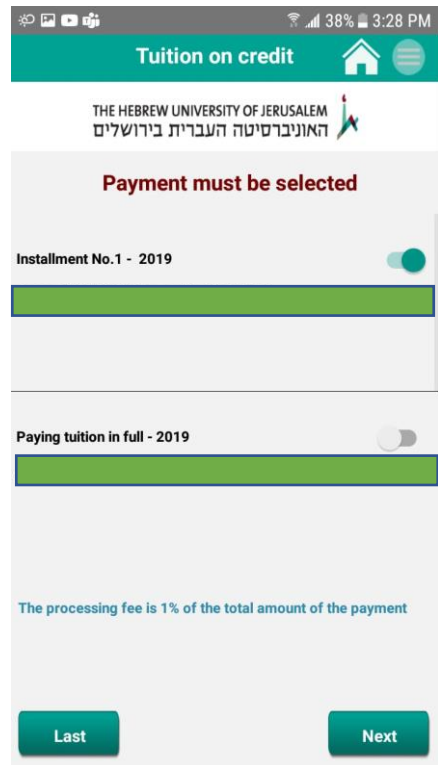 38% 3:28 PM
Tuition on credit
THE HEBREW UNIVERSITY OF JERUSALEM
האוניברסיטה העברית בירושלים
Payment must be selected
Installment No.1 - 2019
Paying tuition in full - 2019
The processing fee is 1% of the total amount of the payment
Last
Next